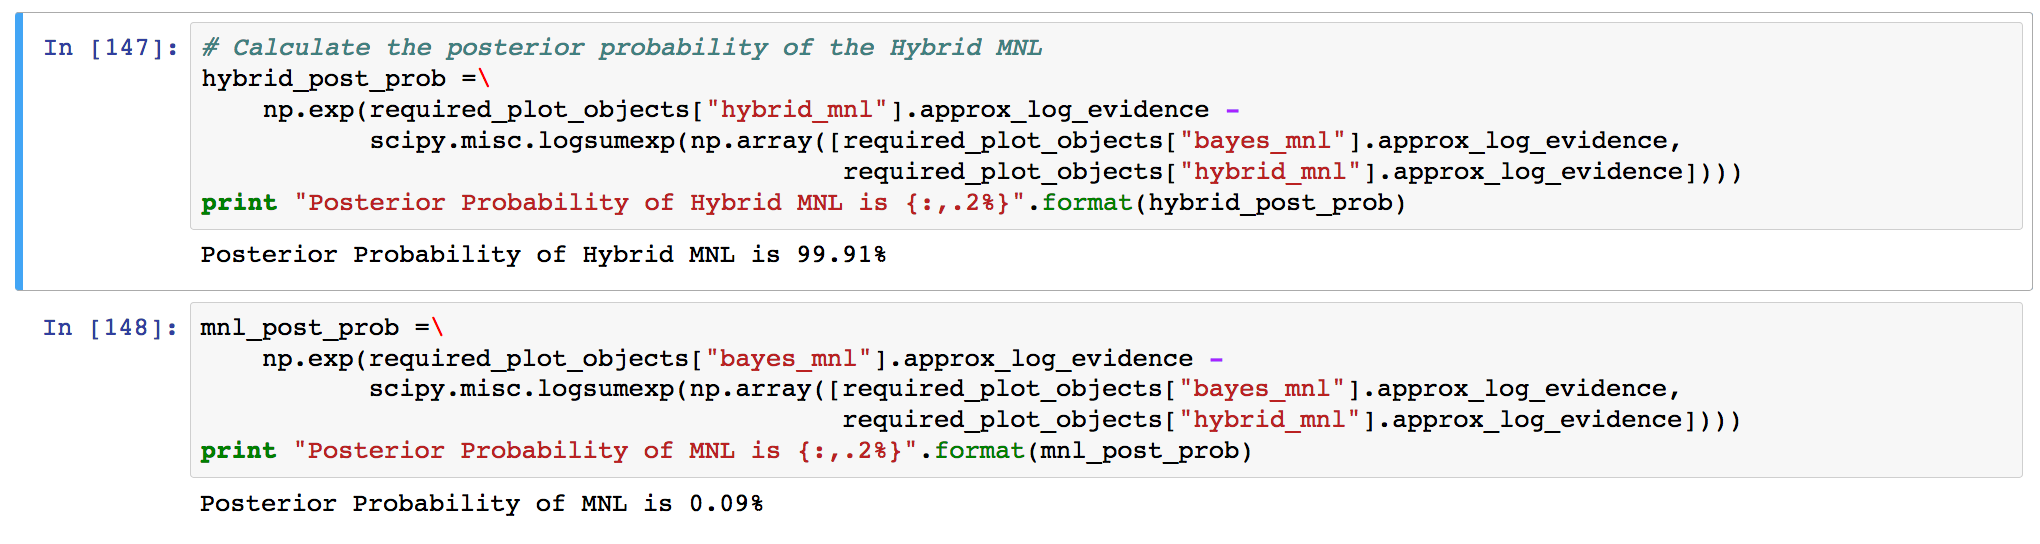 In [147]: # Calculate the posterior probability of the Hybrid MNL
hybrid_post_prob =\
    np.exp(required_plot_objects["hybrid_mnl"].approx_log_evidence -
           scipy.misc.logsumexp(np.array([required_plot_objects["bayes_mnl"].approx_log_evidence,
                                          required_plot_objects["hybrid_mnl"].approx_log_evidence])))
print "Posterior Probability of Hybrid MNL is {:,.2%}".format(hybrid_post_prob)
Posterior Probability of Hybrid MNL is 99.91%
In [148]: mnl_post_prob =\
    np.exp(required_plot_objects["bayes_mnl"].approx_log_evidence -
           scipy.misc.logsumexp(np.array([required_plot_objects["bayes_mnl"].approx_log_evidence,
                                          required_plot_objects["hybrid_mnl"].approx_log_evidence])))
print "Posterior Probability of MNL is {:,.2%}".format(mnl_post_prob)
Posterior Probability of MNL is 0.09%